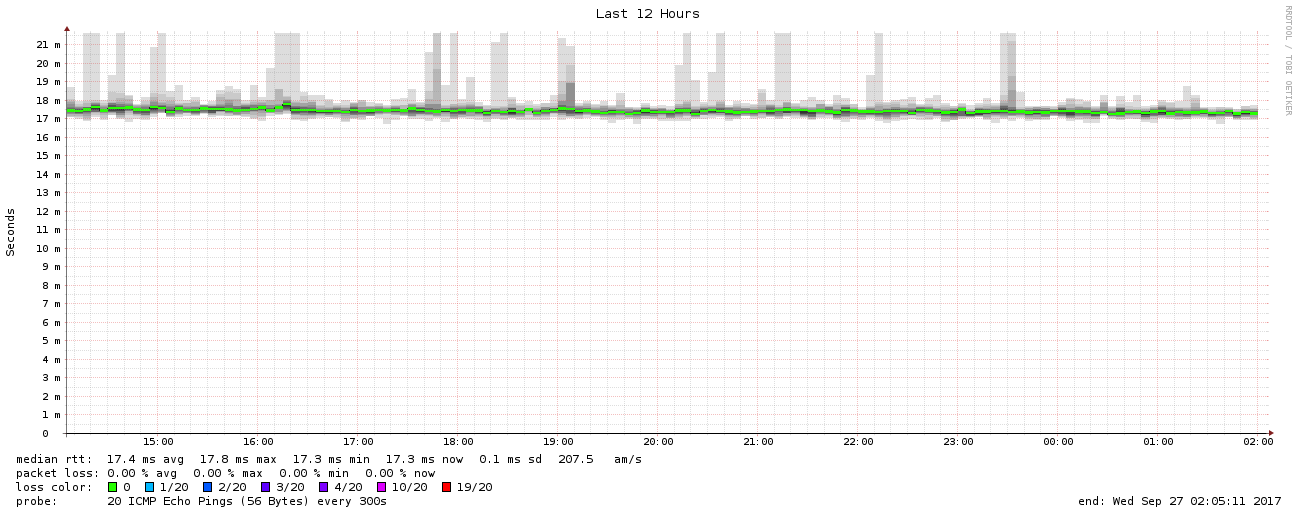 Last 12 Hours
RRDTOOL / TOBI OETIKER
21 m
20 m
19 m
18 m
17 m
16 m
15 m
14 m
13 m
12 m
11 m
10 m
9 m
8 m
7 m
6 m
5 m
4 m
3 m
2 m
1 m
0
Seconds
15:00 16:00 17:00 18:00 19:00 20:00 21:00 22:00 23:00 00:00 01:00 02:00
median rtt: 17.4 ms avg 17.8 ms max 17.3 ms min 17.3 ms now 0.1 ms sd 207.5 am/s
packet loss: 0.00 % avg 0.00 % max 0.00 % min 0.00 % now
loss color: 0 1/20 2/20 3/20 4/20 10/20 19/20
probe: 20 ICMP Echo Pings (56 Bytes) every 300s end: Wed Sep 27 02:05:11 2017